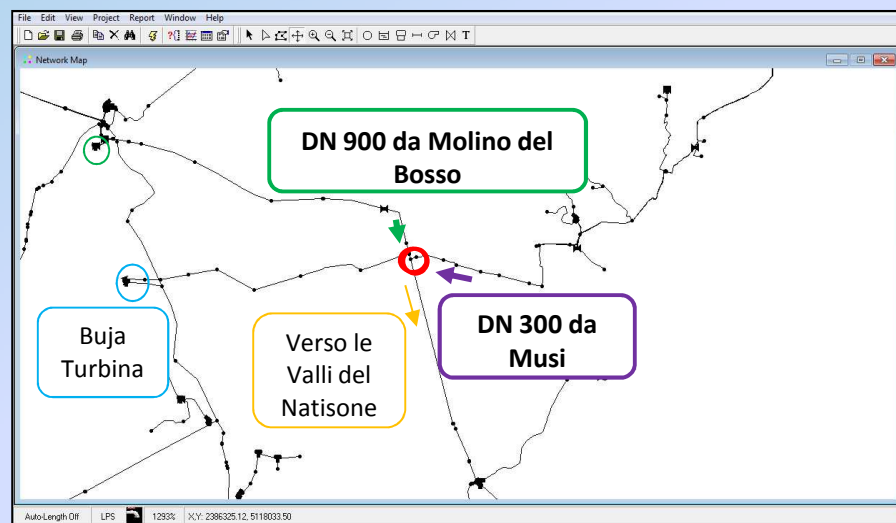 File Edit View Project Report Window Help
T
Network Map
DN 900 da Molino del
Bosso
Buja
Turbina
Verso le
Valli del
Natisone
DN 300 da
Musi
Auto-Length Off LPS 1293% X,Y: 2386325.12, 5118033.50